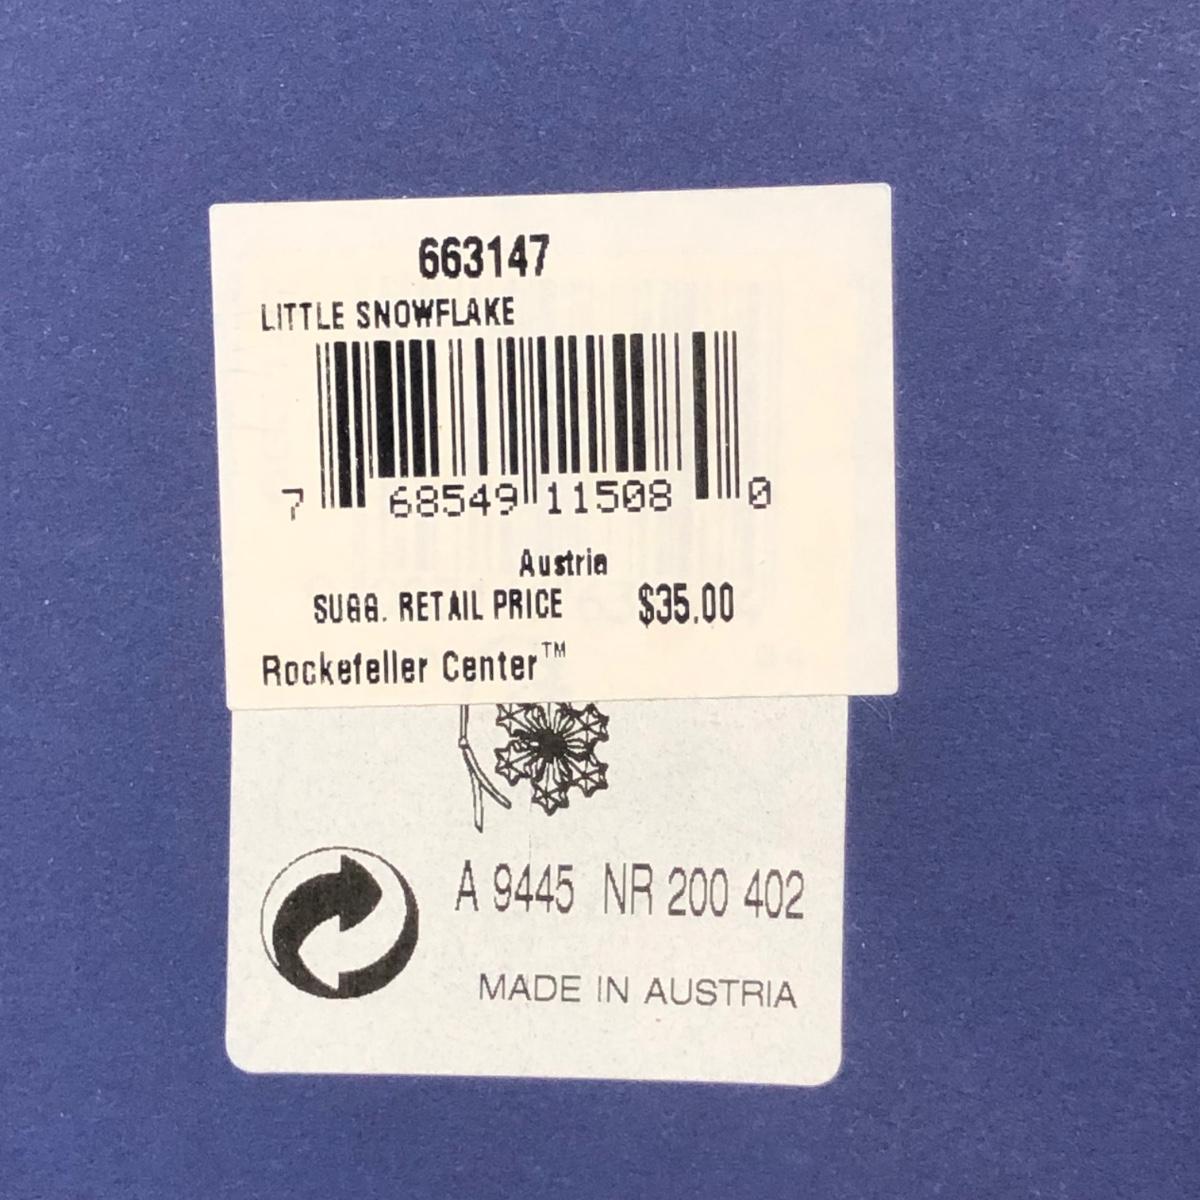 663147
LITTLE SNOWFLAKE
7 68549 11508 0
Austria
SUGG. RETAIL PRICE $35.00
Rockefeller Center™
A 9445 NR 200 402
MADE IN AUSTRIA